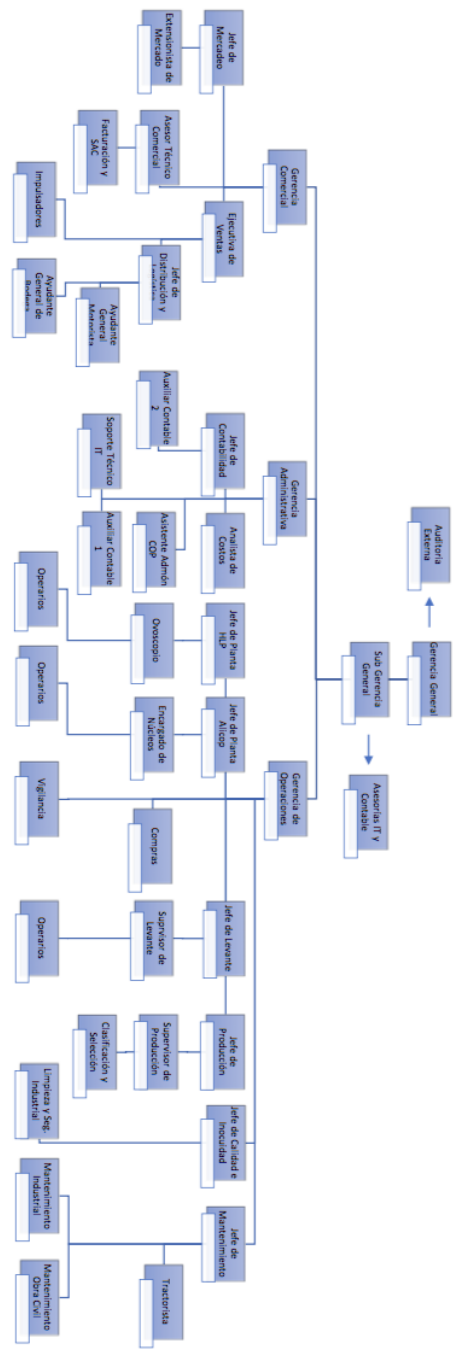 Gerencia General
Auditoria
Externa
Sub Gerencia
General
Asesorías IT y
Contable
Gerencia Comercial
Gerencia
Administrativa
Gerencia de
Operaciones
Jefe de
Mercadeo
Ejecutiva de
Ventas
Jefe de
Contabilidad
Analista de
Costos
Jefe de Planta
HLP
Jefe de Planta
Alicop
Jefe de Levante
Jefe de
Producción
Jefe de Calidad e
Inocuidad
Jefe de
Mantenimiento
Extensionista de
Mercado
Asesor Técnico
Comercial
Jefe de
Distribución y
Auxiliar Contable
2
Asistente Admón
COP
Ovoscopio
Encargado de
Núcleos
Compras
Suprvisor de
Levante
Supervisor de
Producción
Tractorista
Facturación y
SAC
Ayudante
General
Motorista
Soporte Técnico
IT
Auxiliar Contable
1
Clasificación y
Selección
Impulsadores
Ayudante
General de
Operarios
Operarios
Vigilancia
Operarios
Limpieza y Seg.
Industrial
Mantenimiento
Industrial
Mantenimiento
Obra Civil